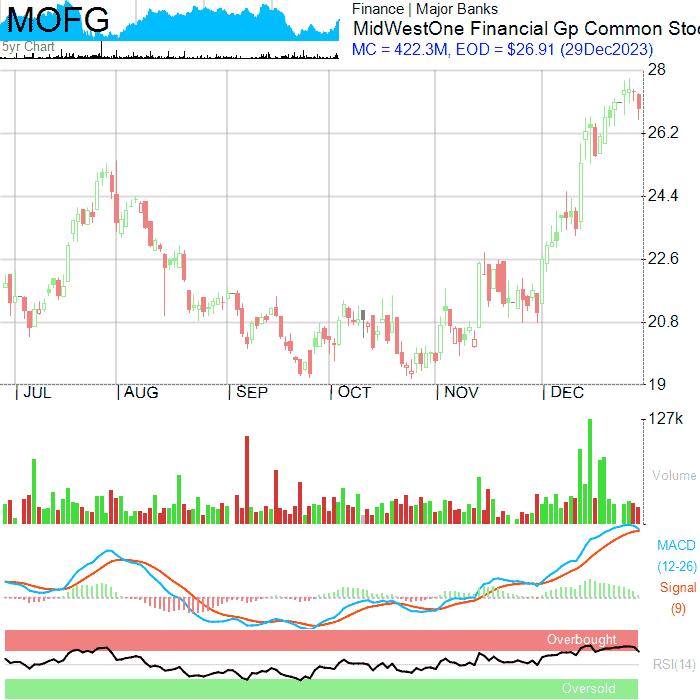 MOFG
5yr Chart
Finance | Major Banks
MidWestOne Financial Gp Common Stoc
MC = 422.3M, EOD = $26.91 (29Dec2023)
28
26.2
24.4
22.6
20.8
19
JUL AUG SEP OCT NOV DEC
127k
Volume
MACD
(12-26)
Signal
(9)
Overbought
RSI(14)
Oversold